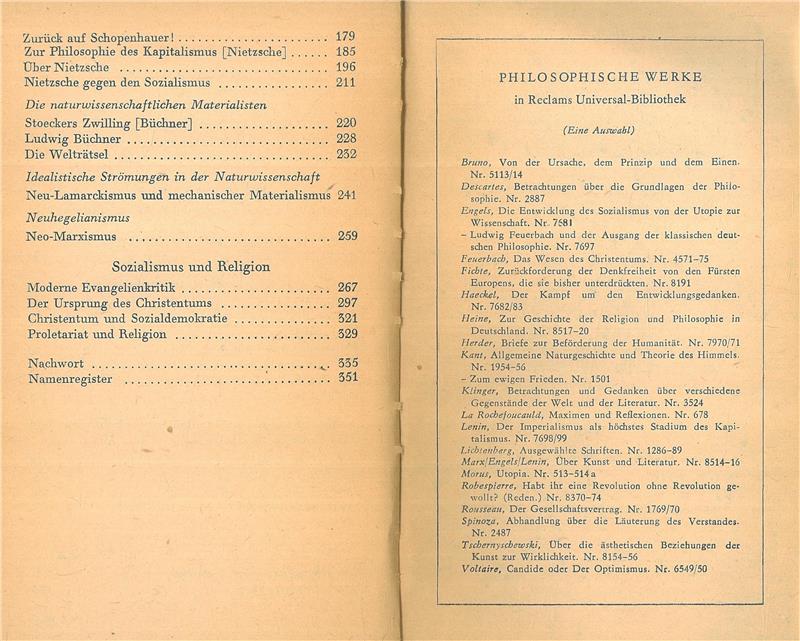 Zurück auf Schopenhauer! . . . . . . . . . . . . . . . . . . . . 179
Zur Philosophie des Kapitalismus [Nietzsche] . . . . . . 185
Über Nietzsche . . . . . . . . . . . . . . . . . . . . . . . . . . . . 196
Nietzsche gegen den Sozialismus . . . . . . . . . . . . . . . 211
Die naturwissenschaftlichen Materialisten
Stoeckers Zwilling [Büchner] . . . . . . . . . . . . . . . . . . 220
Ludwig Büchner . . . . . . . . . . . . . . . . . . . . . . . . . . . 228
Die Welträtsel . . . . . . . . . . . . . . . . . . . . . . . . . . . . 232
Idealistische Strömungen in der Naturwissenschaft
Neu-Lamarckismus und mechanischer Materialismus 241
Neuhegelianismus
Neo-Marxismus . . . . . . . . . . . . . . . . . . . . . . . . . . . 259
Sozialismus und Religion
Moderne Evangelienkritik . . . . . . . . . . . . . . . . . . . . 267
Der Ursprung des Christentums . . . . . . . . . . . . . . . . 297
Christentum und Sozialdemokratie . . . . . . . . . . . . . . 321
Proletariat und Religion . . . . . . . . . . . . . . . . . . . . . 329
Nachwort . . . . . . . . . . . . . . . . . . . . . . . . . . . . . . . 335
Namenregister . . . . . . . . . . . . . . . . . . . . . . . . . . . 351
PHILOSOPHISCHE WERKE
in Reclams Universal-Bibliothek
(Eine Auswahl)
Bruno, Von der Ursache, dem Prinzip und dem Einen.
Nr. 5113/14
Descartes, Betrachtungen über die Grundlagen der Philo-
sophie. Nr. 2887
Engels, Die Entwicklung des Sozialismus von der Utopie zur
Wissenschaft. Nr. 7681
– Ludwig Feuerbach und der Ausgang der klassischen deut-
schen Philosophie. Nr. 7697
Feuerbach, Das Wesen des Christentums. Nr. 4571–75
Fichte, Zurückforderung der Denkfreiheit von den Fürsten
Europens, die sie bisher unterdrückten. Nr. 8191
Haeckel, Der Kampf um den Entwicklungsgedanken.
Nr. 7682/83
Heine, Zur Geschichte der Religion und Philosophie in
Deutschland. Nr. 8517–20
Herder, Briefe zur Beförderung der Humanität. Nr. 7970/71
Kant, Allgemeine Naturgeschichte und Theorie des Himmels.
Nr. 1954–56
– Zum ewigen Frieden. Nr. 1501
Klinger, Betrachtungen und Gedanken über verschiedene
Gegenstände der Welt und der Literatur. Nr. 3524
La Rochefoucauld, Maximen und Reflexionen. Nr. 678
Lenin, Der Imperialismus als höchstes Stadium des Kapi-
talismus. Nr. 7698/99
Lichtenberg, Ausgewählte Schriften. Nr. 1286–89
Marx/Engels/Lenin, Über Kunst und Literatur. Nr. 8514–16
Morus, Utopia. Nr. 513–514a
Robespierre, Habt ihr eine Revolution ohne Revolution ge-
wollt? (Reden.) Nr. 8370–74
Rousseau, Der Gesellschaftsvertrag. Nr. 1769/70
Spinoza, Abhandlung über die Läuterung des Verstandes.
Nr. 2487
Tschernyschewski, Über die ästhetischen Beziehungen der
Kunst zur Wirklichkeit. Nr. 8154–56
Voltaire, Candide oder Der Optimismus. Nr. 6549/50